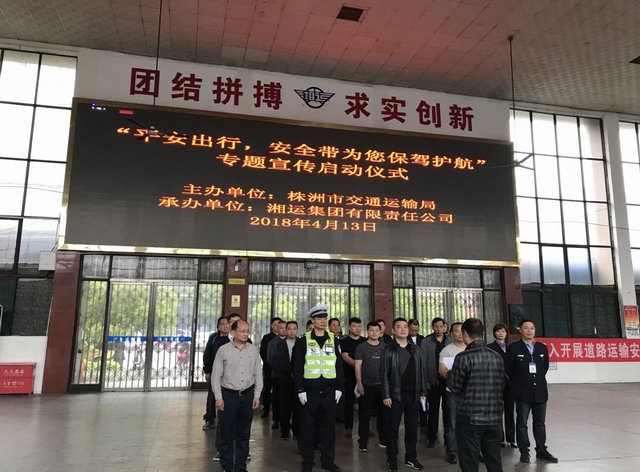 团结拼搏 求实创新
“平安出行，安全带为您保驾护航”
专题宣传启动仪式
主办单位：株洲市交通运输局
承办单位：湘运集团有限责任公司
2018年4月13日
入开展道路运输安